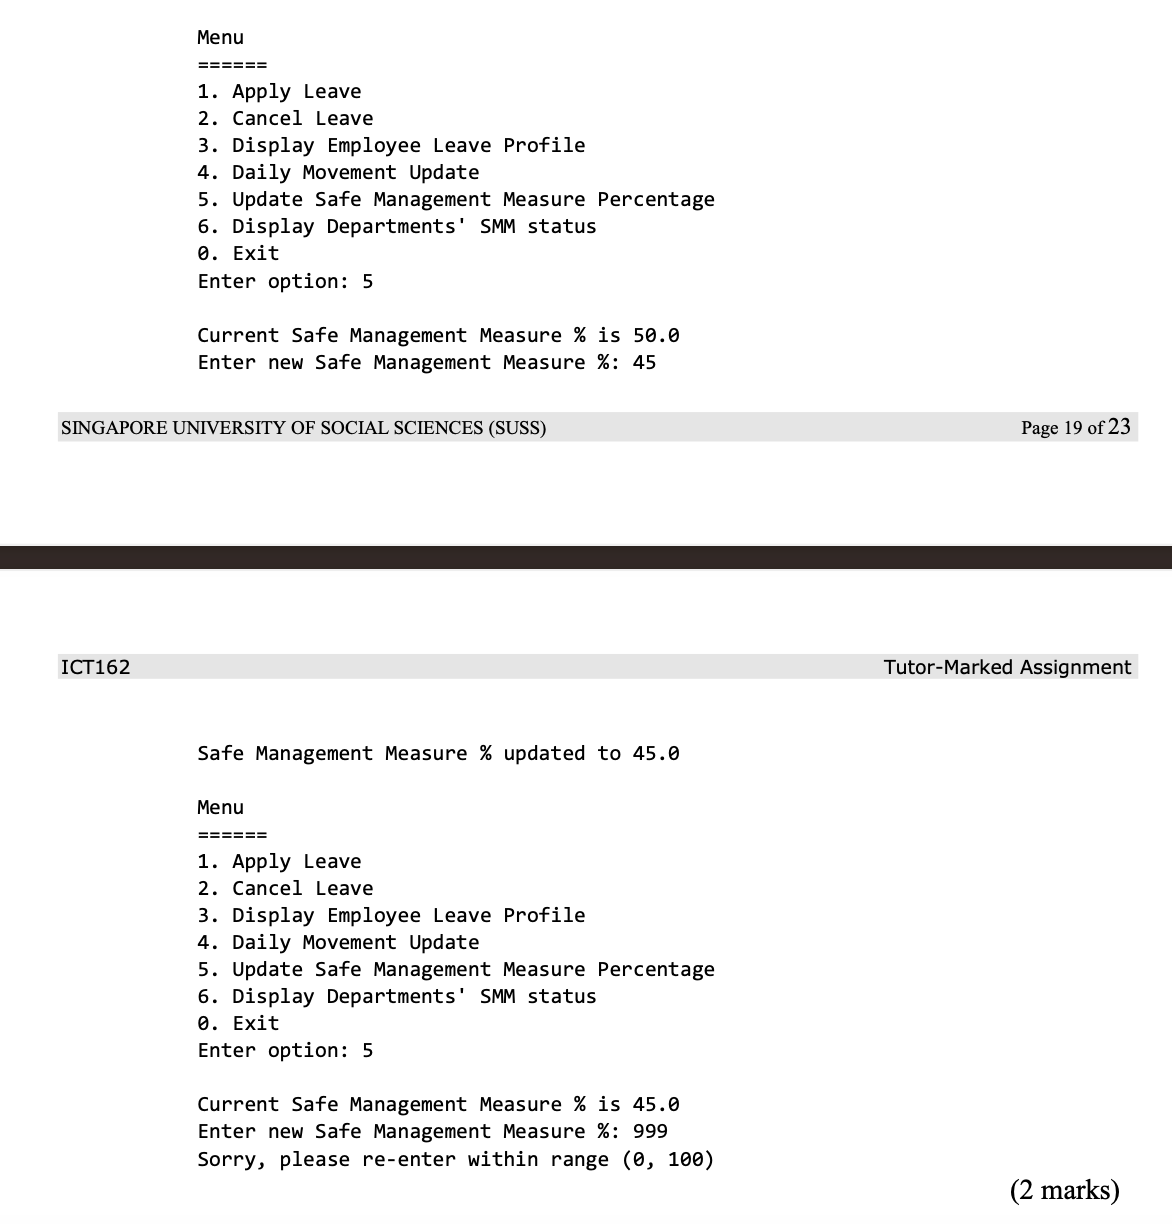 Menu
======
1. Apply Leave
2. Cancel Leave
3. Display Employee Leave Profile
4. Daily Movement Update
5. Update Safe Management Measure Percentage
6. Display Departments' SMM status
0. Exit
Enter option: 5
Current Safe Management Measure % is 50.0
Enter new Safe Management Measure %: 45
SINGAPORE UNIVERSITY OF SOCIAL SCIENCES (SUSS) Page 19 of 23
ICT162 Tutor-Marked Assignment
Safe Management Measure % updated to 45.0
Menu
======
1. Apply Leave
2. Cancel Leave
3. Display Employee Leave Profile
4. Daily Movement Update
5. Update Safe Management Measure Percentage
6. Display Departments' SMM status
0. Exit
Enter option: 5
Current Safe Management Measure % is 45.0
Enter new Safe Management Measure %: 999
Sorry, please re-enter within range (0, 100)
(2 marks)